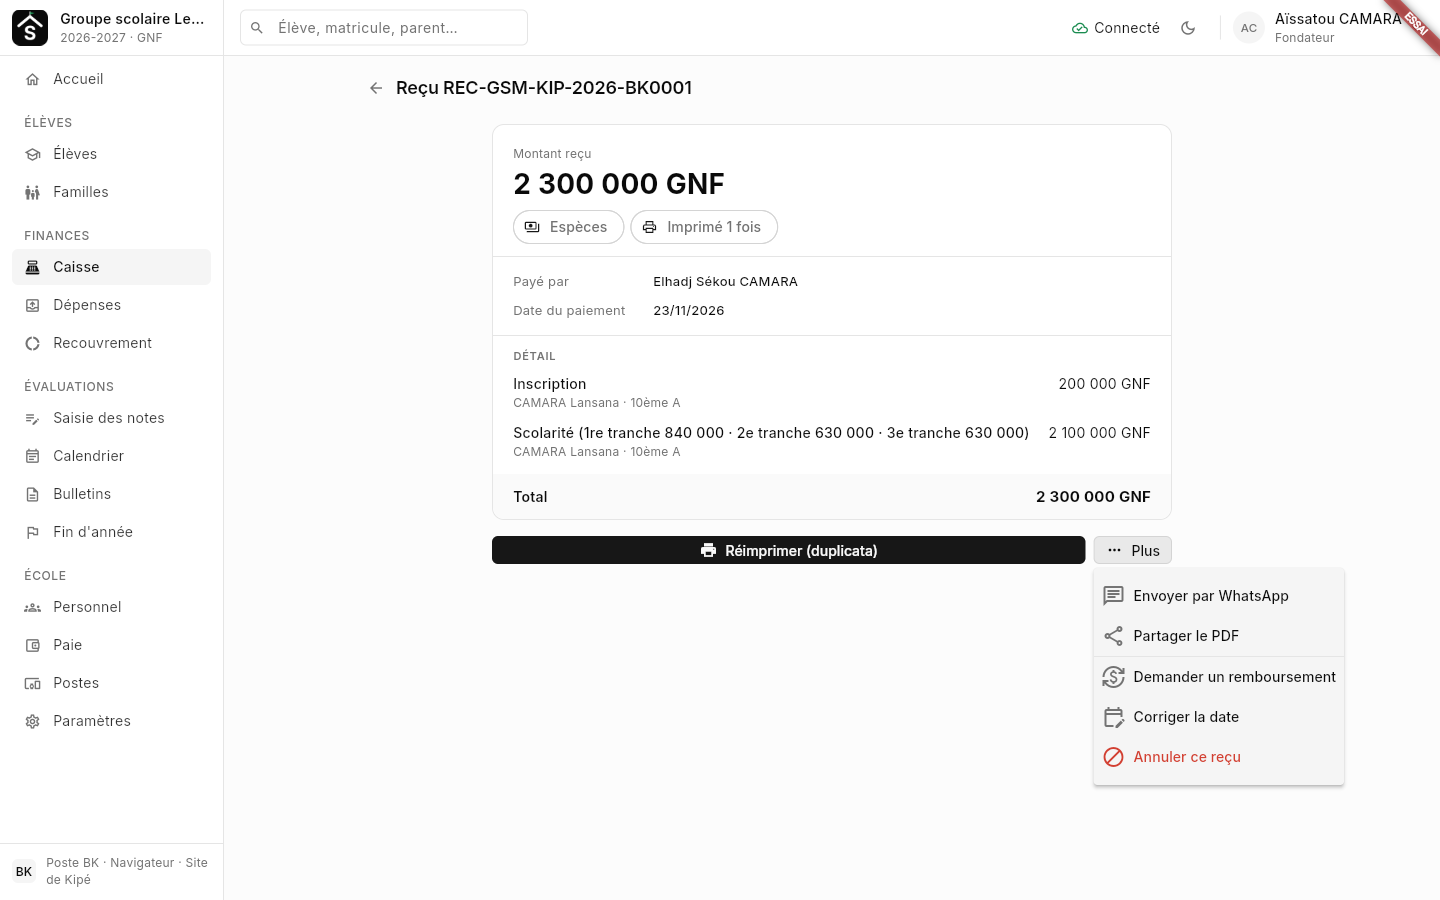 Groupe scolaire Le...
2026-2027 · GNF
Élève, matricule, parent...
Connecté
AC
Aïssatou CAMARA
Fondateur
ESSAI
Accueil
ÉLÈVES
Élèves
Familles
FINANCES
Caisse
Dépenses
Recouvrement
ÉVALUATIONS
Saisie des notes
Calendrier
Bulletins
Fin d'année
ÉCOLE
Personnel
Paie
Postes
Paramètres
BK
Poste BK · Navigateur · Site
de Kipé
Reçu REC-GSM-KIP-2026-BK0001
Montant reçu
2 300 000 GNF
Espèces
Imprimé 1 fois
Payé par
Elhadj Sékou CAMARA
Date du paiement
23/11/2026
DÉTAIL
Inscription
200 000 GNF
CAMARA Lansana · 10ème A
Scolarité (1re tranche 840 000 · 2e tranche 630 000 · 3e tranche 630 000)
2 100 000 GNF
CAMARA Lansana · 10ème A
Total
2 300 000 GNF
Réimprimer (duplicata)
Plus
Envoyer par WhatsApp
Partager le PDF
Demander un remboursement
Corriger la date
Annuler ce reçu